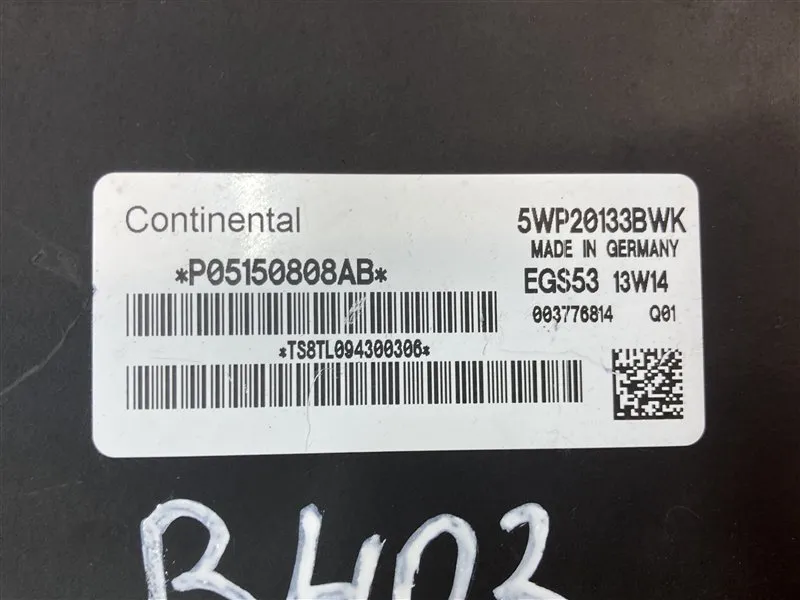 Continental
5WP20133BWK
MADE IN GERMANY
*P05150808AB*
EGS53 13W14
003776814 Q01
*TS8TL094300306*